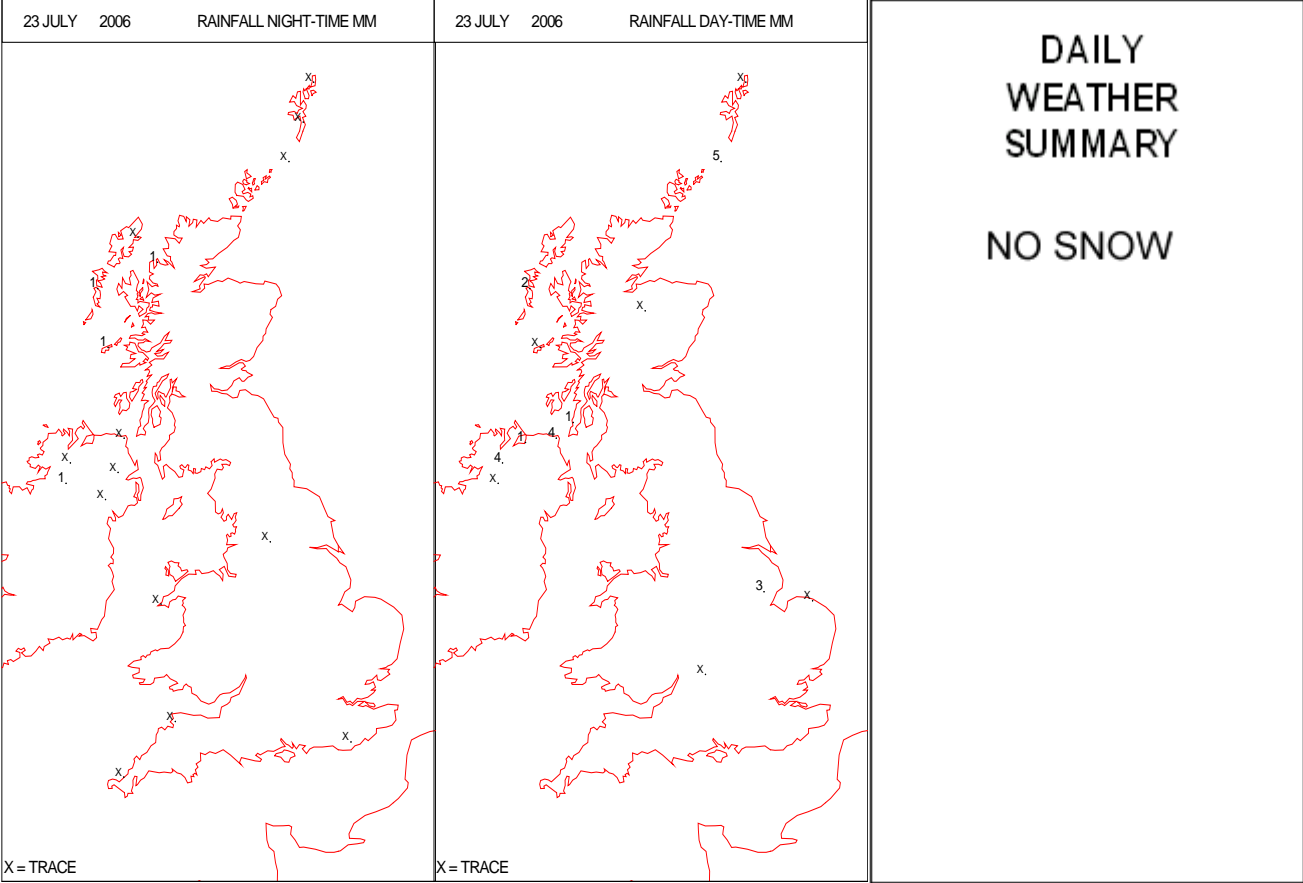 23 JULY 2006 RAINFALL NIGHT-TIME MM
X
X.
X.
X
1
1
1
X.
X.
X.
1.
X.
X.
X.
X.
X.
X.
X = TRACE
23 JULY 2006 RAINFALL DAY-TIME MM
X
5.
2
X.
X
1
1.
4.
4.
X.
3.
X.
X.
X = TRACE
DAILY
WEATHER
SUMMARY
NO SNOW